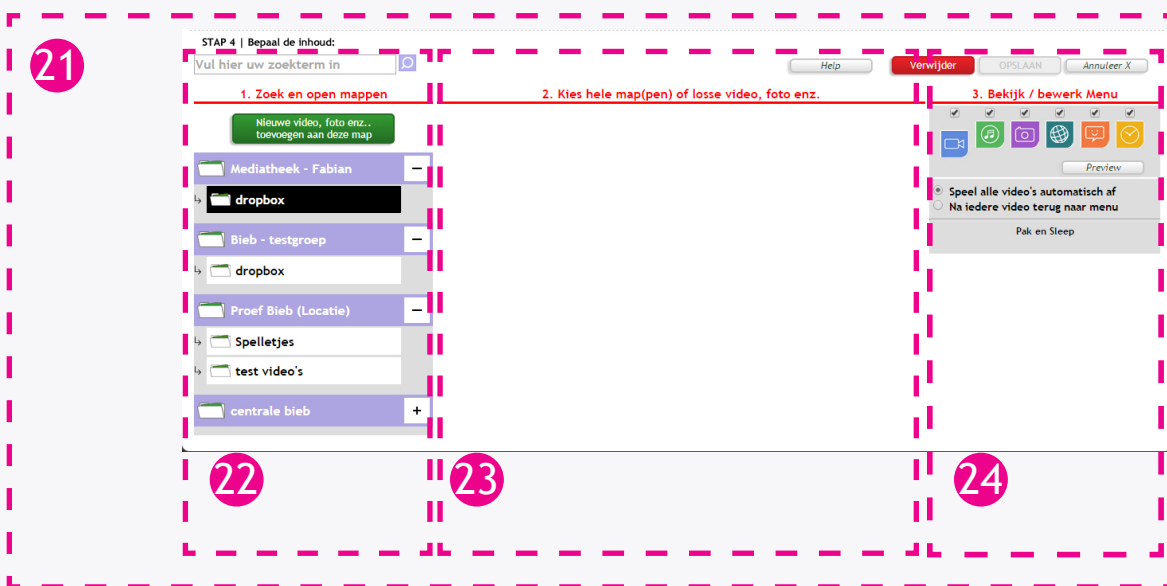 21
STAP 4 | Bepaal de inhoud:
Vul hier uw zoekterm in
Help
Verwijder
OPSLAAN
Annuleer X
1. Zoek en open mappen
2. Kies hele map(pen) of losse video, foto enz.
3. Bekijk / bewerk Menu
Nieuwe video, foto enz..
toevoegen aan deze map
Mediatheek - Fabian
dropbox
Bieb - testgroep
dropbox
Proef Bieb (Locatie)
Spelletjes
test video's
centrale bieb
Preview
Speel alle video's automatisch af
Na iedere video terug naar menu
Pak en Sleep
22
23
24